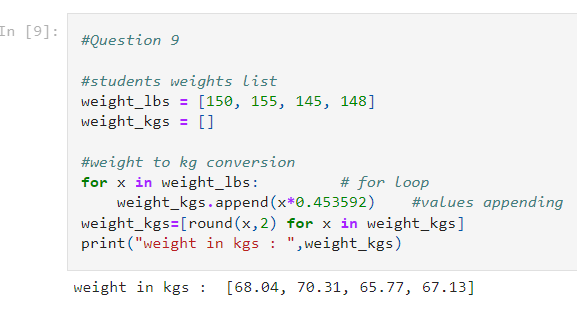 In [9]:
#Question 9
#students weights list
weight_lbs = [150, 155, 145, 148]
weight_kgs = []
#weight to kg conversion
for x in weight_lbs:          # for loop
    weight_kgs.append(x*0.453592)    #values appending
weight_kgs=[round(x,2) for x in weight_kgs]
print("weight in kgs : ",weight_kgs)
weight in kgs :  [68.04, 70.31, 65.77, 67.13]